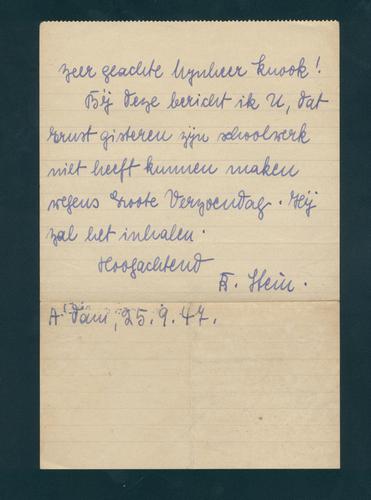 Zeer geachte Mynheer Knook!
Bij deze bericht ik U, dat
Ernst gisteren zijn schoolwerk
niet heeft kunnen maken
wegens Groote Verzoendag. Hij
zal het inhalen.
Hoogachtend
F. Stein.
A'dam, 25.9.47.